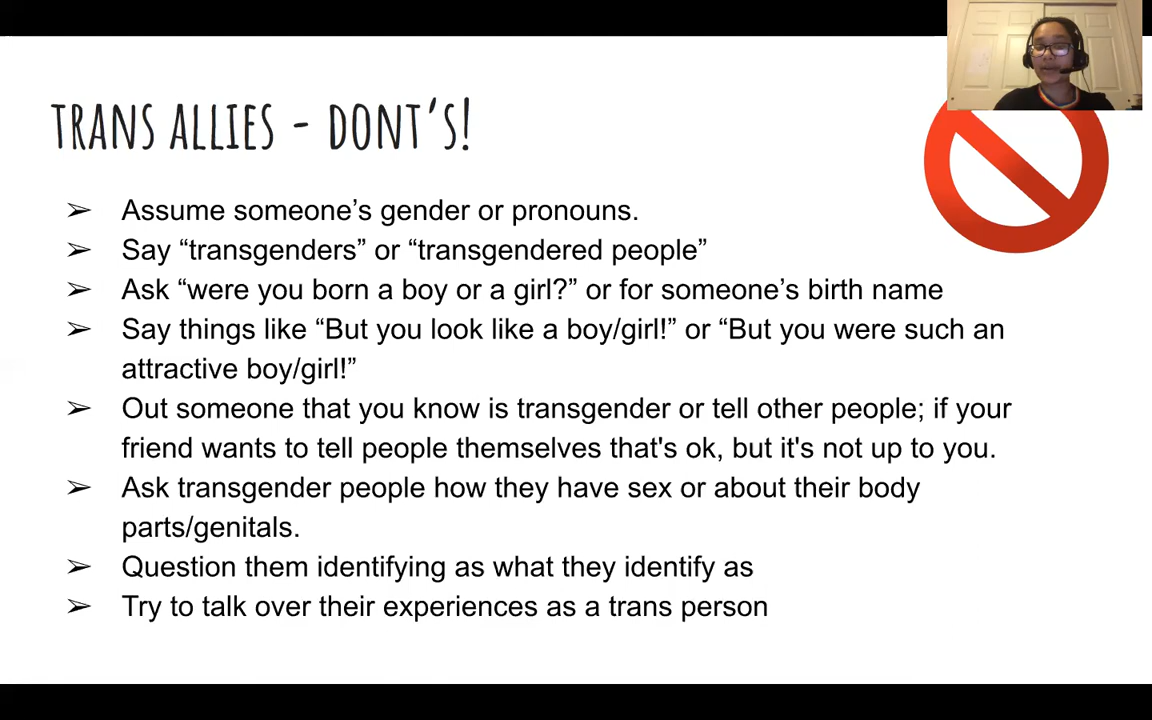 TRANS ALLIES - DONT'S!
➢ Assume someone’s gender or pronouns.
➢ Say “transgenders” or “transgendered people”
➢ Ask “were you born a boy or a girl?” or for someone’s birth name
➢ Say things like “But you look like a boy/girl!” or “But you were such an
attractive boy/girl!”
➢ Out someone that you know is transgender or tell other people; if your
friend wants to tell people themselves that's ok, but it's not up to you.
➢ Ask transgender people how they have sex or about their body
parts/genitals.
➢ Question them identifying as what they identify as
➢ Try to talk over their experiences as a trans person